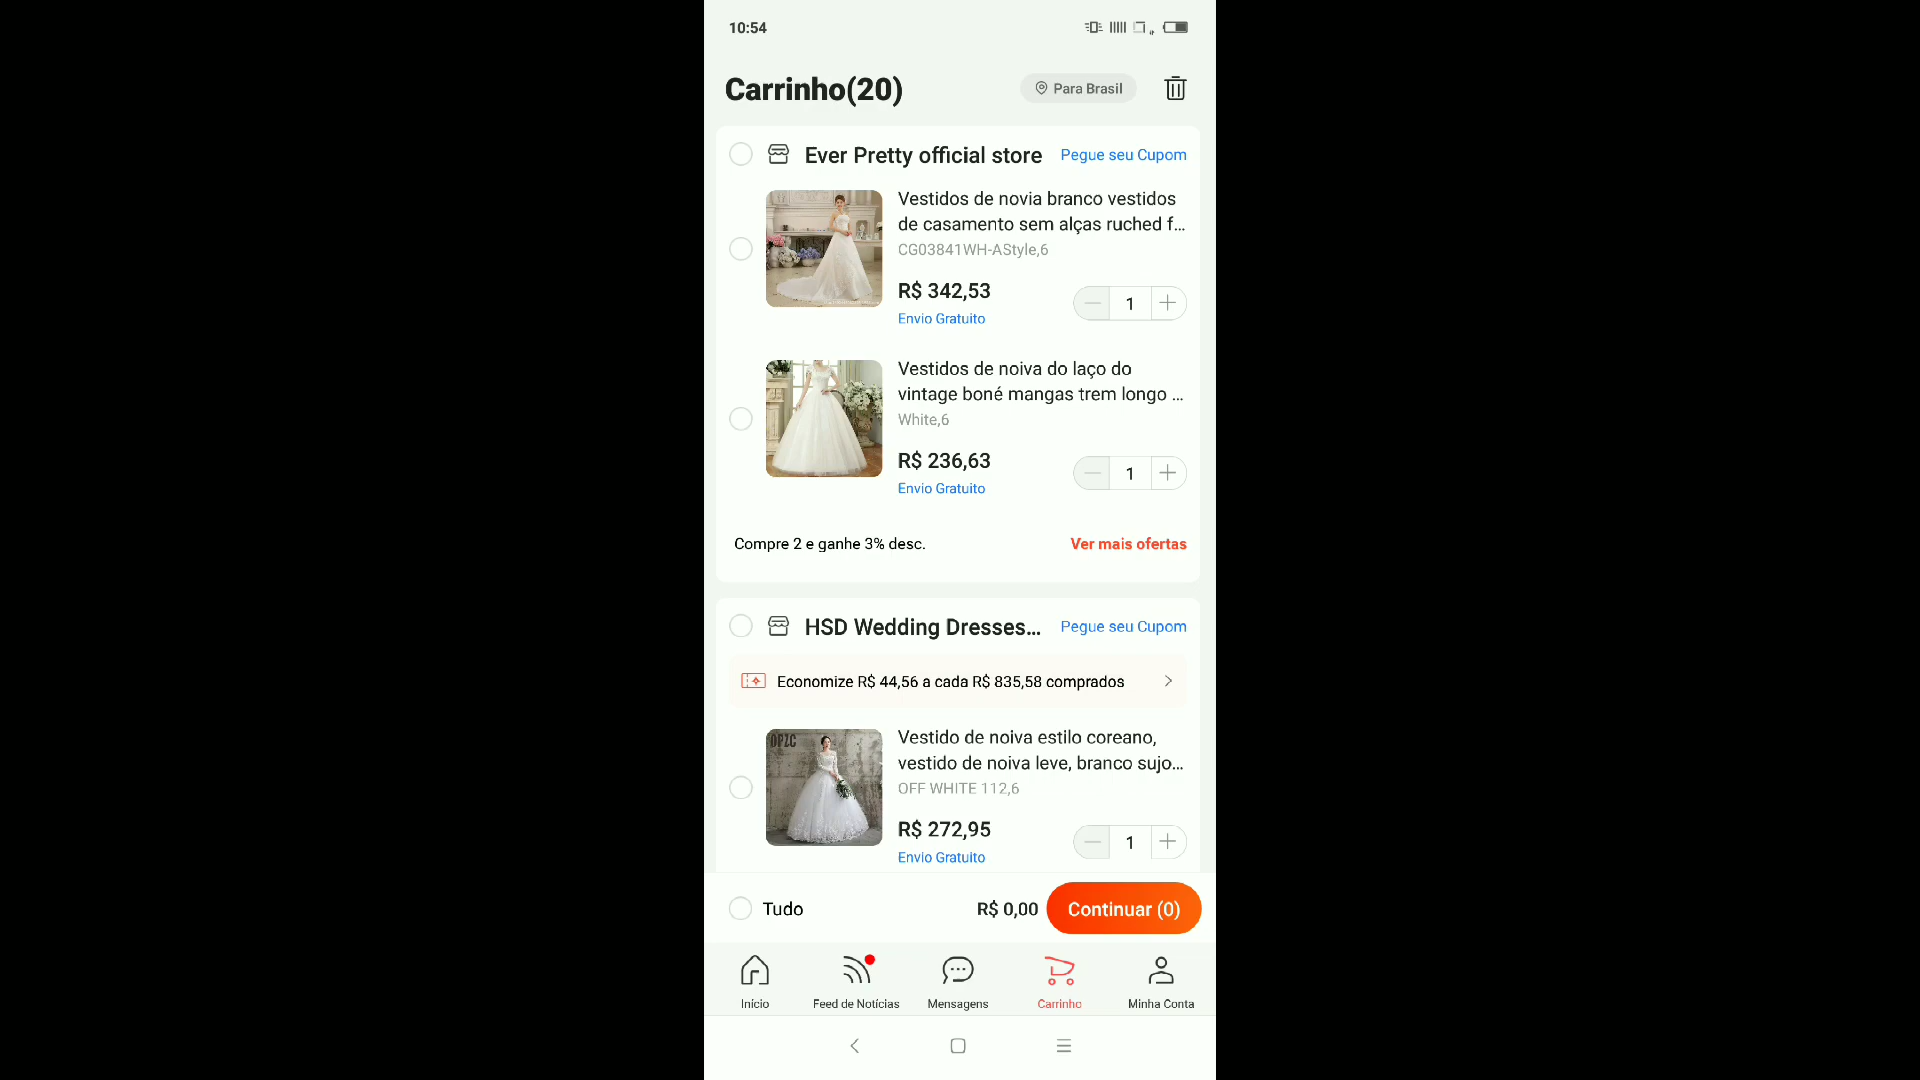 10:54
Carrinho(20)
Para Brasil
Ever Pretty official store
Pegue seu Cupom
Vestidos de novia branco vestidos
de casamento sem alças ruched f...
CG03841WH-AStyle,6
R$ 342,53
1
Envio Gratuito
Vestidos de noiva do laço do
vintage boné mangas trem longo ...
White,6
R$ 236,63
1
Envio Gratuito
Compre 2 e ganhe 3% desc.
Ver mais ofertas
HSD Wedding Dresses...
Pegue seu Cupom
Economize R$ 44,56 a cada R$ 835,58 comprados
OPZC
Vestido de noiva estilo coreano,
vestido de noiva leve, branco sujo...
OFF WHITE 112,6
R$ 272,95
1
Envio Gratuito
Tudo
R$ 0,00
Continuar (0)
Início
Feed de Notícias
Mensagens
Carrinho
Minha Conta